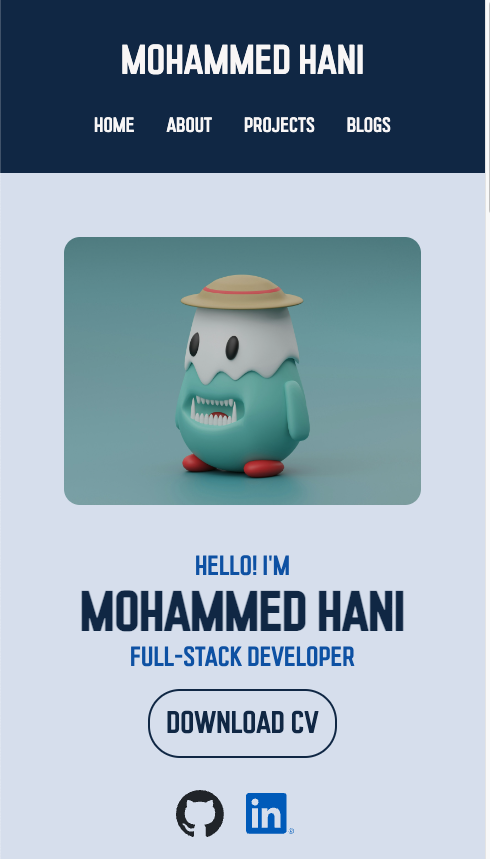 MOHAMMED HANI
HOME ABOUT PROJECTS BLOGS
HELLO! I'M
MOHAMMED HANI
FULL-STACK DEVELOPER
DOWNLOAD CV
in